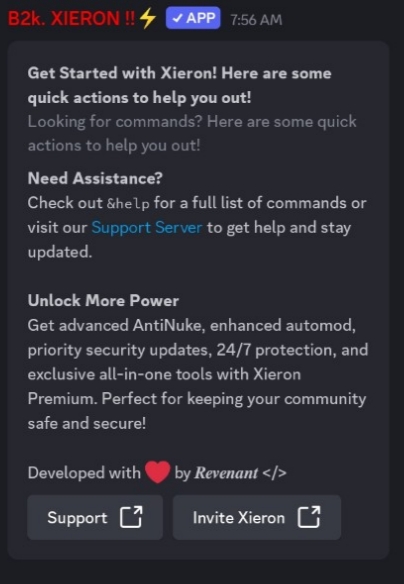 B2k. XIERON !!⚡ ✓ APP 7:56 AM
Get Started with Xieron! Here are some
quick actions to help you out!
Looking for commands? Here are some quick
actions to help you out!
Need Assistance?
Check out &help for a full list of commands or
visit our Support Server to get help and stay
updated.
Unlock More Power
Get advanced AntiNuke, enhanced automod,
priority security updates, 24/7 protection, and
exclusive all-in-one tools with Xieron
Premium. Perfect for keeping your community
safe and secure!
Developed with ❤️ by Revenant </>
Support Invite Xieron